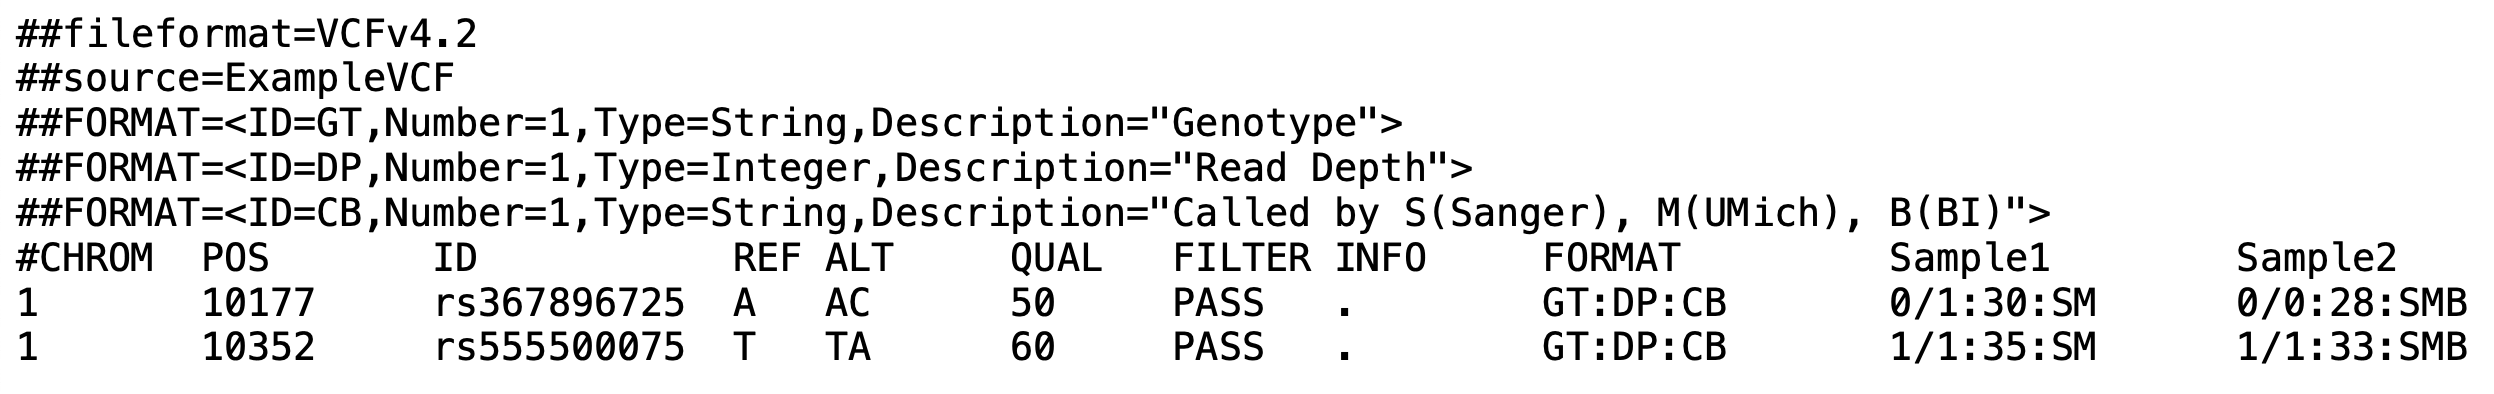 ##fileformat=VCFv4.2
##source=ExampleVCF
##FORMAT=<ID=GT,Number=1,Type=String,Description="Genotype">
##FORMAT=<ID=DP,Number=1,Type=Integer,Description="Read Depth">
##FORMAT=<ID=CB,Number=1,Type=String,Description="Called by S(Sanger), M(UMich), B(BI)">
#CHROM POS ID REF ALT QUAL FILTER INFO FORMAT Sample1 Sample2
1 10177 rs367896725 A AC 50 PASS . GT:DP:CB 0/1:30:SM 0/0:28:SMB
1 10352 rs555500075 T TA 60 PASS . GT:DP:CB 1/1:35:SM 1/1:33:SMB